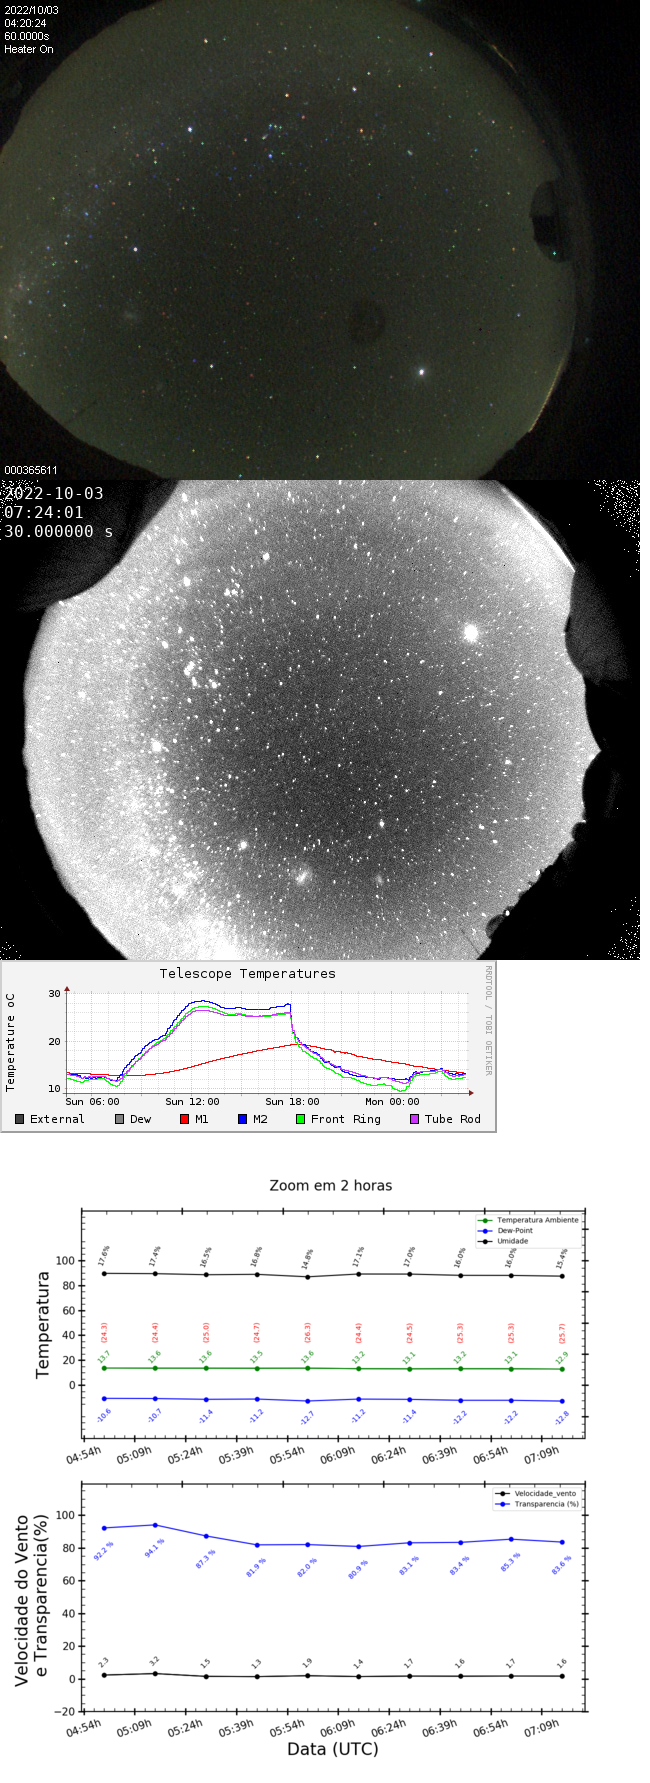 2022/10/03
04:20:24
60.0000s
Heater On
000365611
2022-10-03
07:24:01
30.000000 s
Telescope Temperatures
RRDTOOL / TOBI OETIKER
Temperature oC
30
20
10
Sun 06:00 Sun 12:00 Sun 18:00 Mon 00:00
External Dew M1 M2 Front Ring Tube Rod
Zoom em 2 horas
Temperatura Ambiente
Dew-Point
Umidade
Temperatura
100
80
60
40
20
0
17.6% 17.4% 16.5% 16.8% 14.8% 17.1% 17.0% 16.0% 16.0% 15.4%
(24.3) (24.4) (25.0) (24.7) (26.3) (24.4) (24.5) (25.3) (25.3) (25.7)
13.7 13.6 13.6 13.5 13.6 13.2 13.1 13.2 13.1 12.9
-10.6 -10.7 -11.4 -11.2 -12.7 -11.2 -11.4 -12.2 -12.2 -12.8
04:54h 05:09h 05:24h 05:39h 05:54h 06:09h 06:24h 06:39h 06:54h 07:09h
Velocidade_vento
Transparencia (%)
Velocidade do Vento
e Transparencia(%)
100
80
60
40
20
0
−20
92.2 % 94.1 % 87.3 % 81.9 % 82.0 % 80.9 % 83.1 % 83.4 % 85.3 % 83.6 %
2.3 3.2 1.5 1.3 1.9 1.4 1.7 1.6 1.7 1.6
04:54h 05:09h 05:24h 05:39h 05:54h 06:09h 06:24h 06:39h 06:54h 07:09h
Data (UTC)